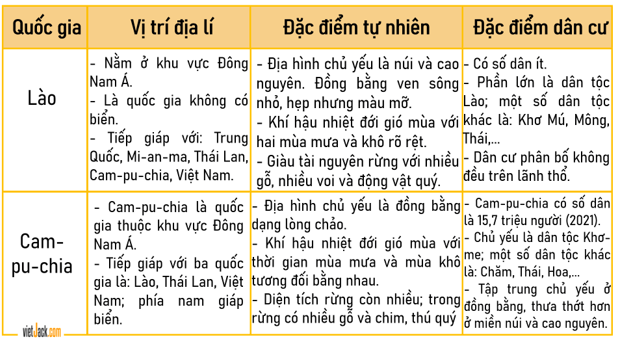 Quốc gia
Vị trí địa lí
Đặc điểm tự nhiên
Đặc điểm dân cư
Lào
- Nằm ở khu vực Đông
Nam Á.
- Là quốc gia không có
biển.
- Tiếp giáp với: Trung
Quốc, Mi-an-ma, Thái Lan,
Cam-pu-chia, Việt Nam.
- Địa hình chủ yếu là núi và cao
nguyên. Đồng bằng ven sông
nhỏ, hẹp nhưng màu mỡ.
- Khí hậu nhiệt đới gió mùa với
hai mùa mưa và khô rõ rệt.
- Giàu tài nguyên rừng với nhiều
gỗ, nhiều voi và động vật quý.
- Có số dân ít.
- Phần lớn là dân tộc
Lào; một số dân tộc
khác là: Khơ Mú, Mông,
Thái,...
- Dân cư phân bố không
đều trên lãnh thổ.
Cam-
pu-chia
- Cam-pu-chia là quốc
gia thuộc khu vực Đông
Nam Á.
- Tiếp giáp với ba quốc
gia là: Lào, Thái Lan, Việt
Nam; phía nam giáp
biển.
- Địa hình chủ yếu là đồng bằng
dạng lòng chảo.
- Khí hậu nhiệt đới gió mùa với
thời gian mùa mưa và mùa khô
tương đối bằng nhau.
- Diện tích rừng còn nhiều; trong
rừng có nhiều gỗ và chim, thú quý
- Cam-pu-chia có số dân
là 15,7 triệu người (2021).
- Chủ yếu là dân tộc Khơ-
me; một số dân tộc khác
là: Chăm, Thái, Hoa,...
- Tập trung chủ yếu ở
đồng bằng, thưa thớt hơn
ở miền núi và cao nguyên.
vietJack.com